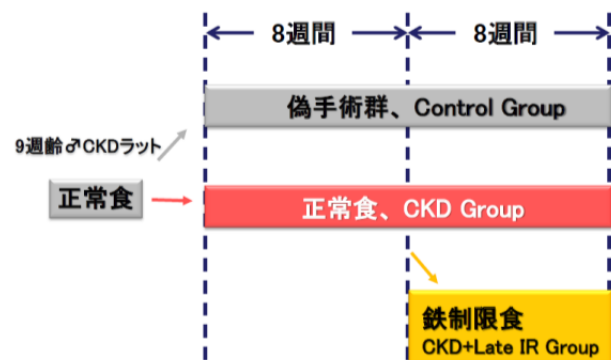 8週間
8週間
偽手術群、Control Group
9週齢♂CKDラット
正常食
正常食、CKD Group
鉄制限食
CKD+Late IR Group